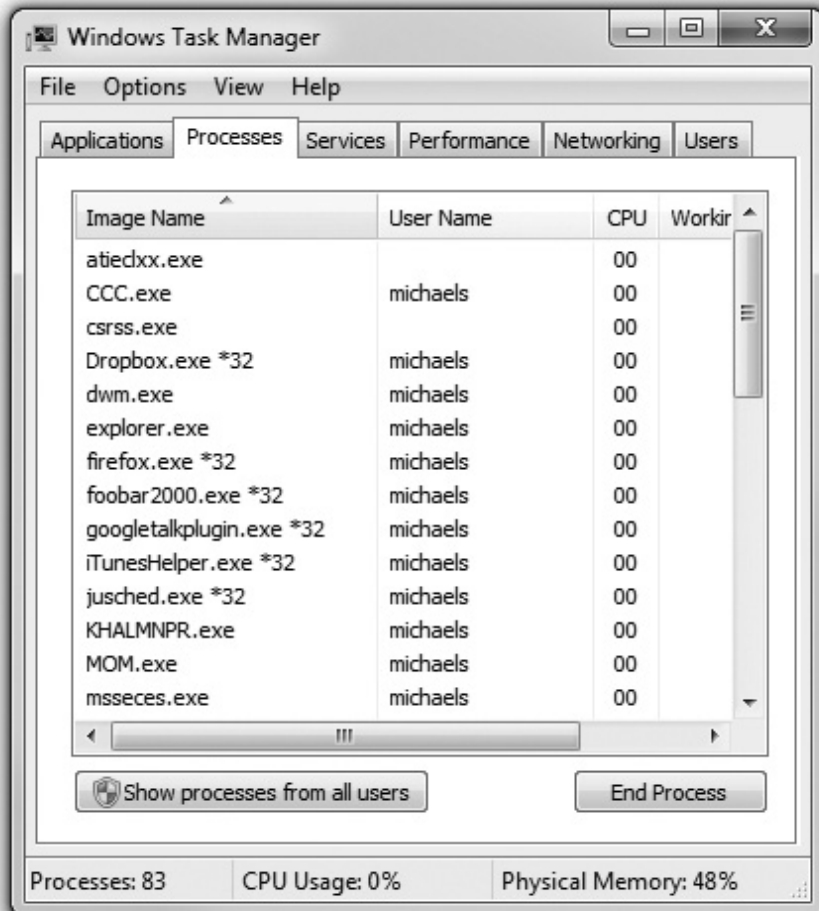 Windows Task Manager
File Options View Help
Applications Processes Services Performance Networking Users
Image Name User Name CPU Workin
atieclxx.exe 00
CCC.exe michaels 00
csrss.exe 00
Dropbox.exe *32 michaels 00
dwm.exe michaels 00
explorer.exe michaels 00
firefox.exe *32 michaels 00
foobar2000.exe *32 michaels 00
googletalkplugin.exe *32 michaels 00
iTunesHelper.exe *32 michaels 00
jusched.exe *32 michaels 00
KHALMNPR.exe michaels 00
MOM.exe michaels 00
msseces.exe michaels 00
Show processes from all users End Process
Processes: 83 CPU Usage: 0% Physical Memory: 48%